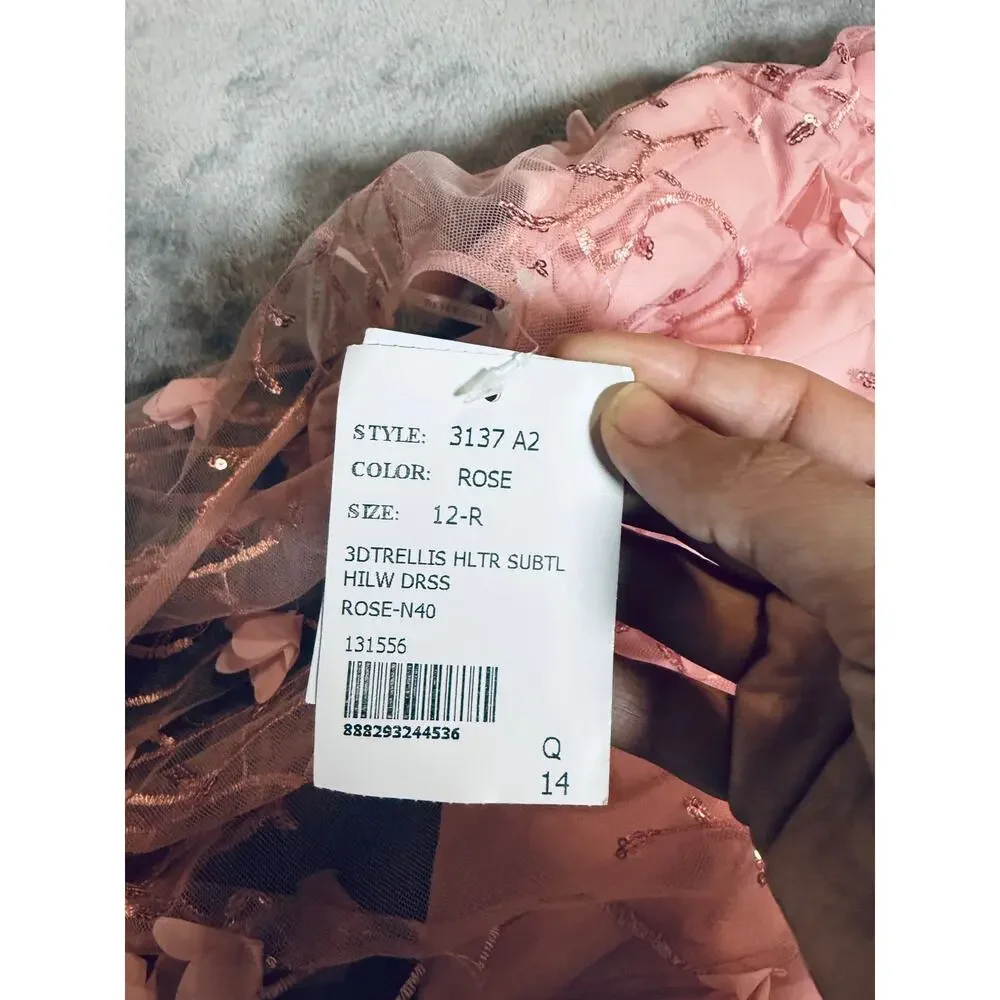 STYLE: 3137 A2
COLOR: ROSE
SIZE: 12-R
3DTRELLIS HLTR SUBTL
HILW DRSS
ROSE-N40
131556
888293244536
Q
14